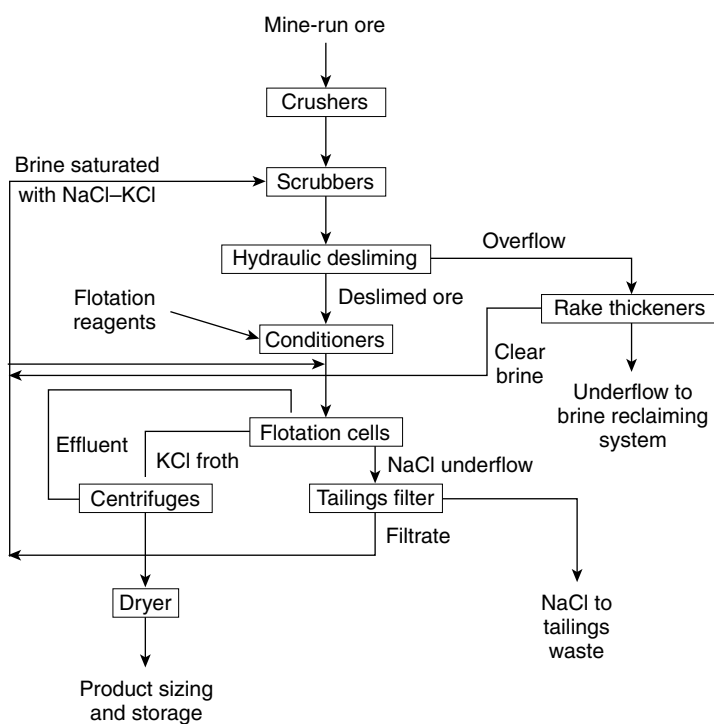 Mine-run ore
Crushers
Brine saturated
with NaCl–KCl
Scrubbers
Overflow
Hydraulic desliming
Deslimed ore
Flotation
reagents
Rake thickeners
Conditioners
Clear
brine
Underflow to
brine reclaiming
system
Flotation cells
Effluent
KCl froth
NaCl underflow
Centrifuges
Tailings filter
Filtrate
Dryer
NaCl to
tailings
waste
Product sizing
and storage